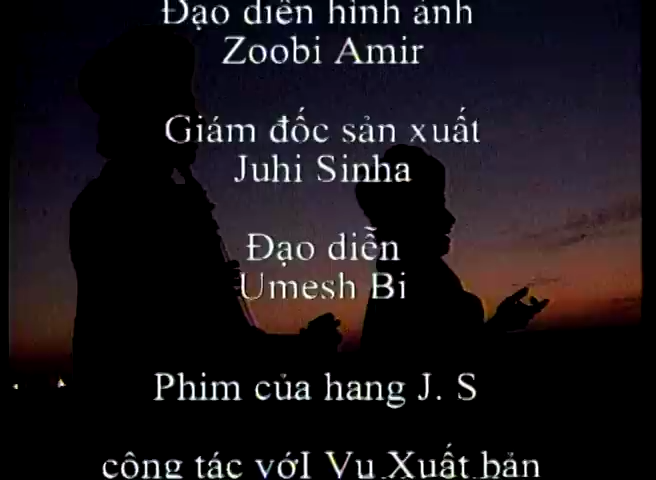 Đạo diễn hình ảnh
Zoobi Amir
Giám đốc sản xuất
Juhi Sinha
Đạo diễn
Umesh Bi
Phim của hang J. S
công tác vớI Vu Xuất bản